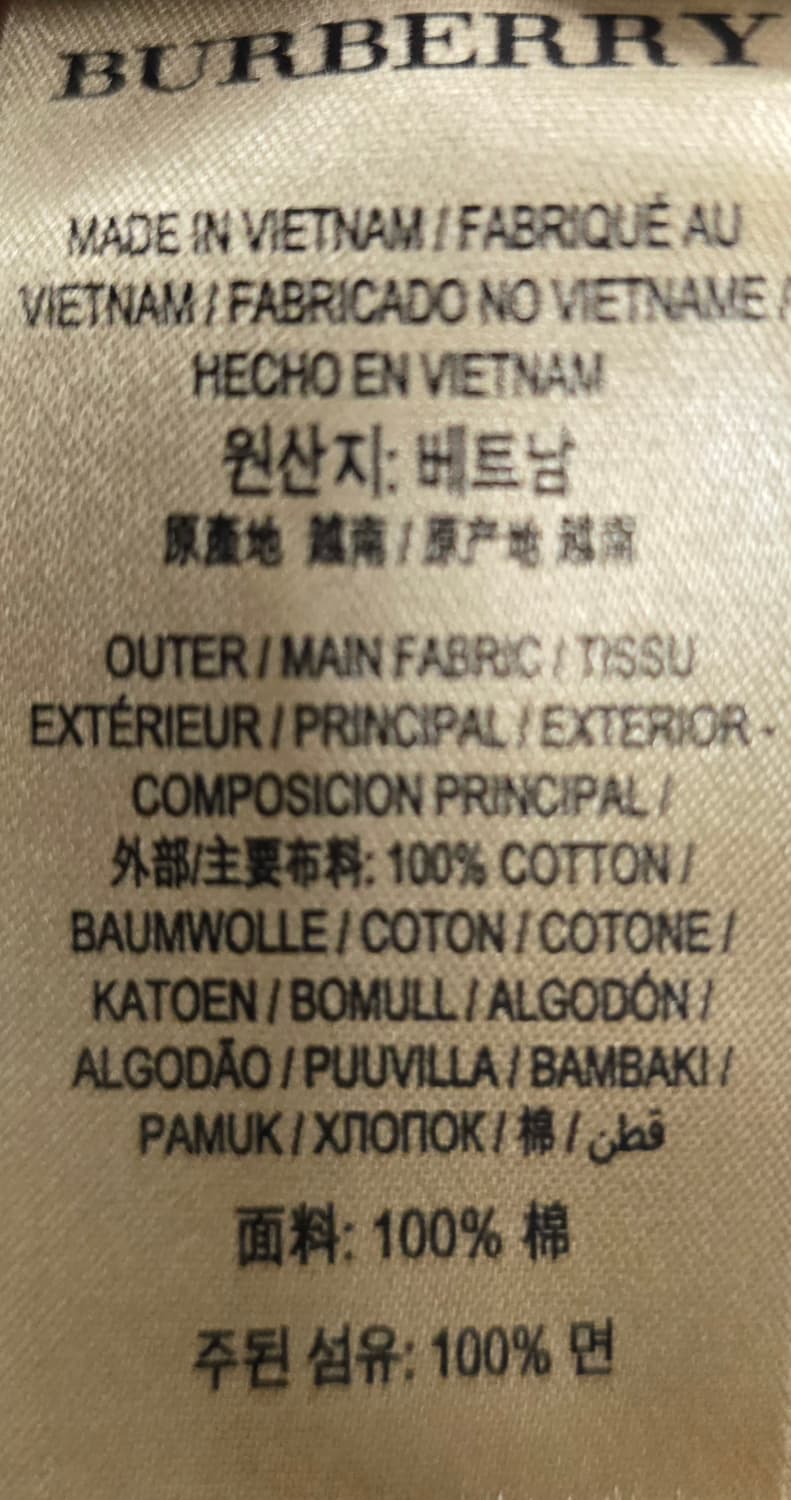 BURBERRY
MADE IN VIETNAM / FABRIQUÉ AU
VIETNAM / FABRICADO NO VIETNAME /
HECHO EN VIETNAM
원산지: 베트남
原產地 越南 / 原产地 越南
OUTER / MAIN FABRIC / TISSU
EXTÉRIEUR / PRINCIPAL / EXTERIOR -
COMPOSICION PRINCIPAL /
外部/主要布料: 100% COTTON /
BAUMWOLLE / COTON / COTONE /
KATOEN / BOMULL / ALGODÓN /
ALGODÃO / PUUVILLA / BAMBAKI /
PAMUK / ХЛОПОК / 棉 / قطن
面料: 100% 棉
주된 섬유: 100% 면